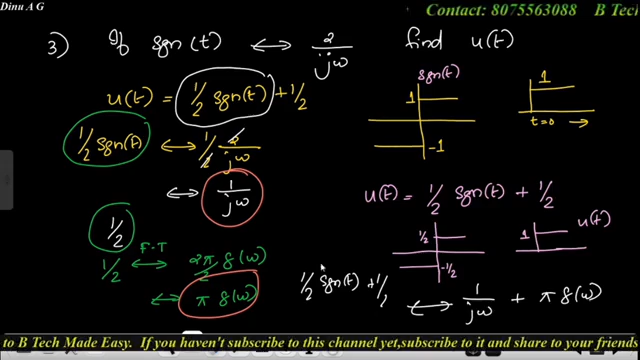 Dinu A G
Contact: 8075563088 B Tech
3) If sgn(t) ↔ 2/jω find u(t)
u(t) = 1/2 sgn(t) + 1/2
1/2 sgn(t) ↔ 1/2 2/jω
↔ 1/jω
1/2
1/2 F.T ↔ 2π/2 δ(ω)
↔ π δ(ω)
sgn(t)
1
-1
1
t=0 →
u(t) = 1/2 sgn(t) + 1/2
1/2
-1/2
1
u(t)
1/2 sgn(t) + 1/2 ↔ 1/jω + π δ(ω)
to B Tech Made Easy. If you haven't subscribe to this channel yet,subscribe to it and share to your friends